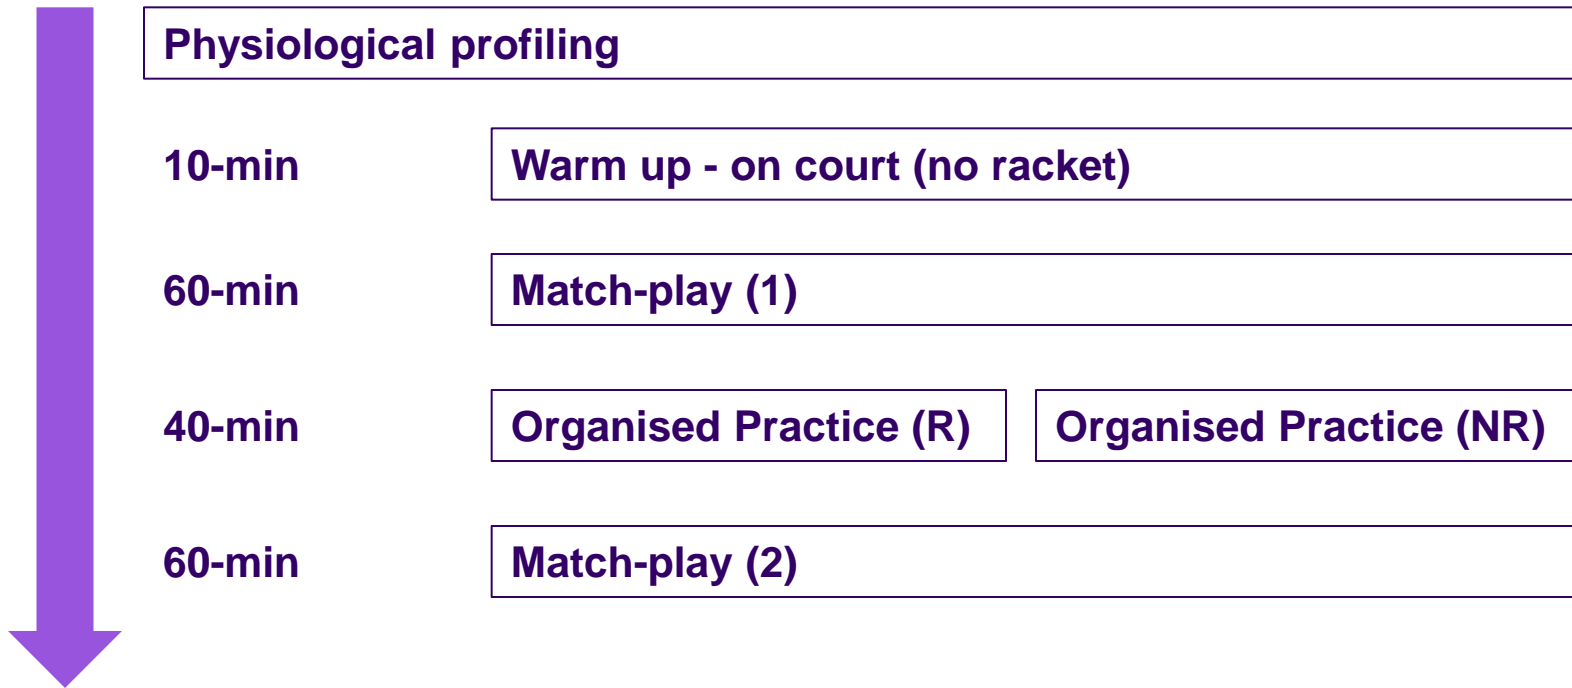 Physiological profiling
10-min Warm up - on court (no racket)
60-min Match-play (1)
40-min Organised Practice (R) Organised Practice (NR)
60-min Match-play (2)